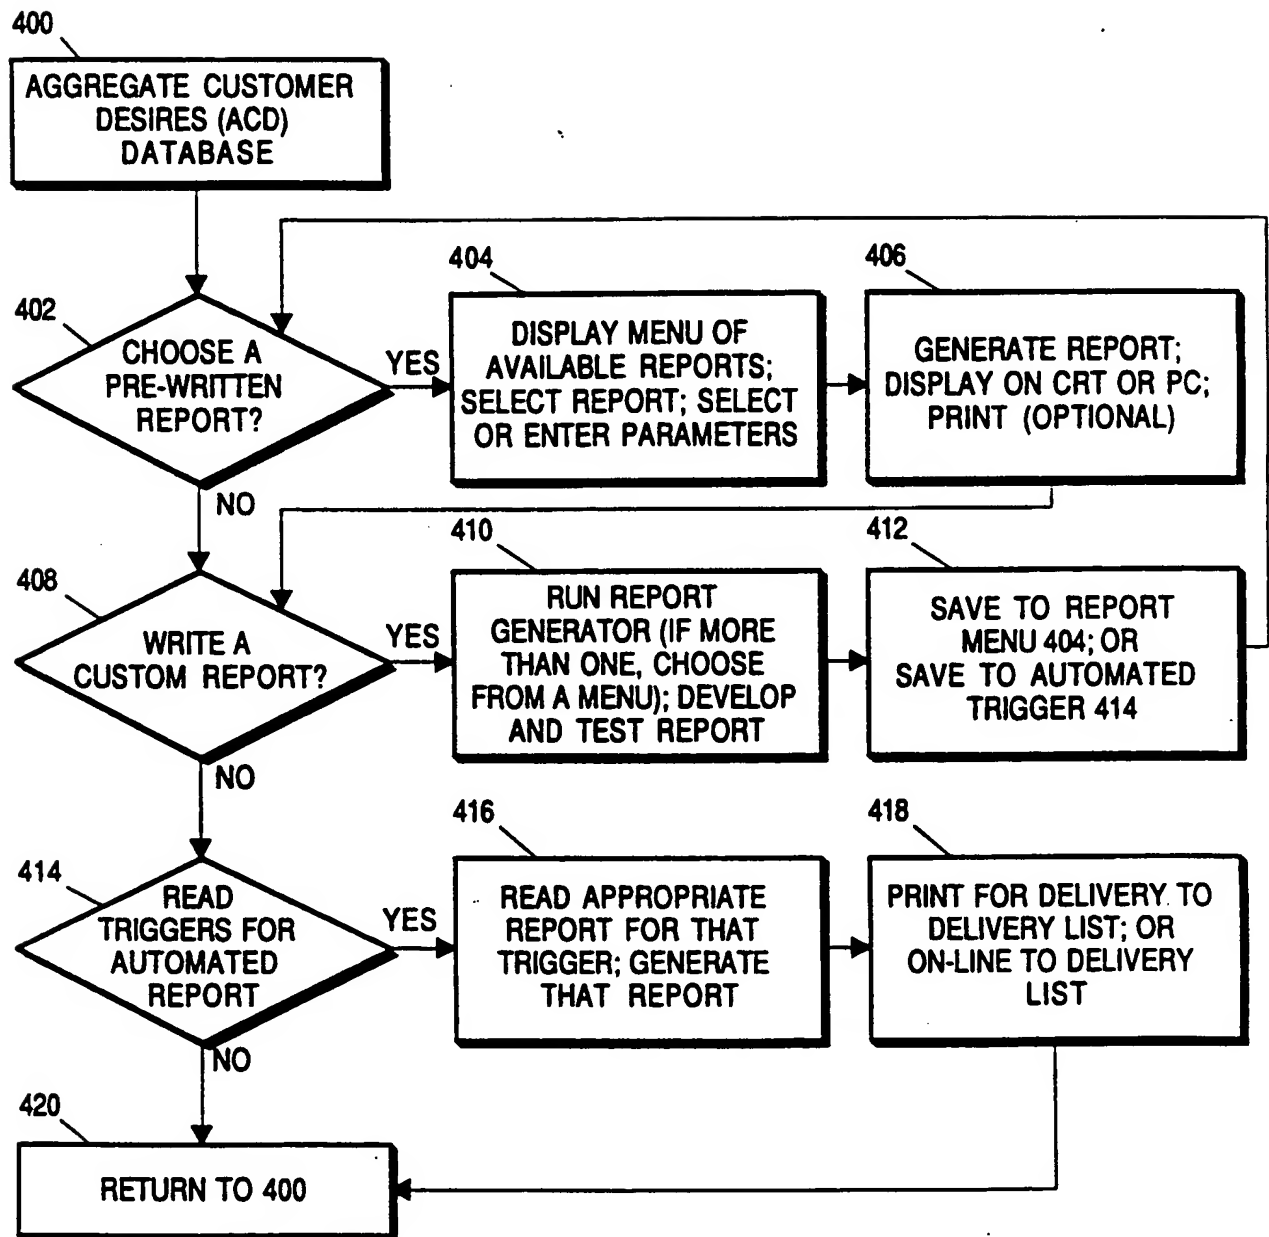 400
AGGREGATE CUSTOMER
DESIRES (ACD)
DATABASE
402
CHOOSE A
PRE-WRITTEN
REPORT?
YES
NO
404
DISPLAY MENU OF
AVAILABLE REPORTS;
SELECT REPORT; SELECT
OR ENTER PARAMETERS
406
GENERATE REPORT;
DISPLAY ON CRT OR PC;
PRINT (OPTIONAL)
408
WRITE A
CUSTOM REPORT?
YES
NO
410
RUN REPORT
GENERATOR (IF MORE
THAN ONE, CHOOSE
FROM A MENU); DEVELOP
AND TEST REPORT
412
SAVE TO REPORT
MENU 404; OR
SAVE TO AUTOMATED
TRIGGER 414
414
READ
TRIGGERS FOR
AUTOMATED
REPORT
YES
NO
416
READ APPROPRIATE
REPORT FOR THAT
TRIGGER; GENERATE
THAT REPORT
418
PRINT FOR DELIVERY TO
DELIVERY LIST; OR
ON-LINE TO DELIVERY
LIST
420
RETURN TO 400